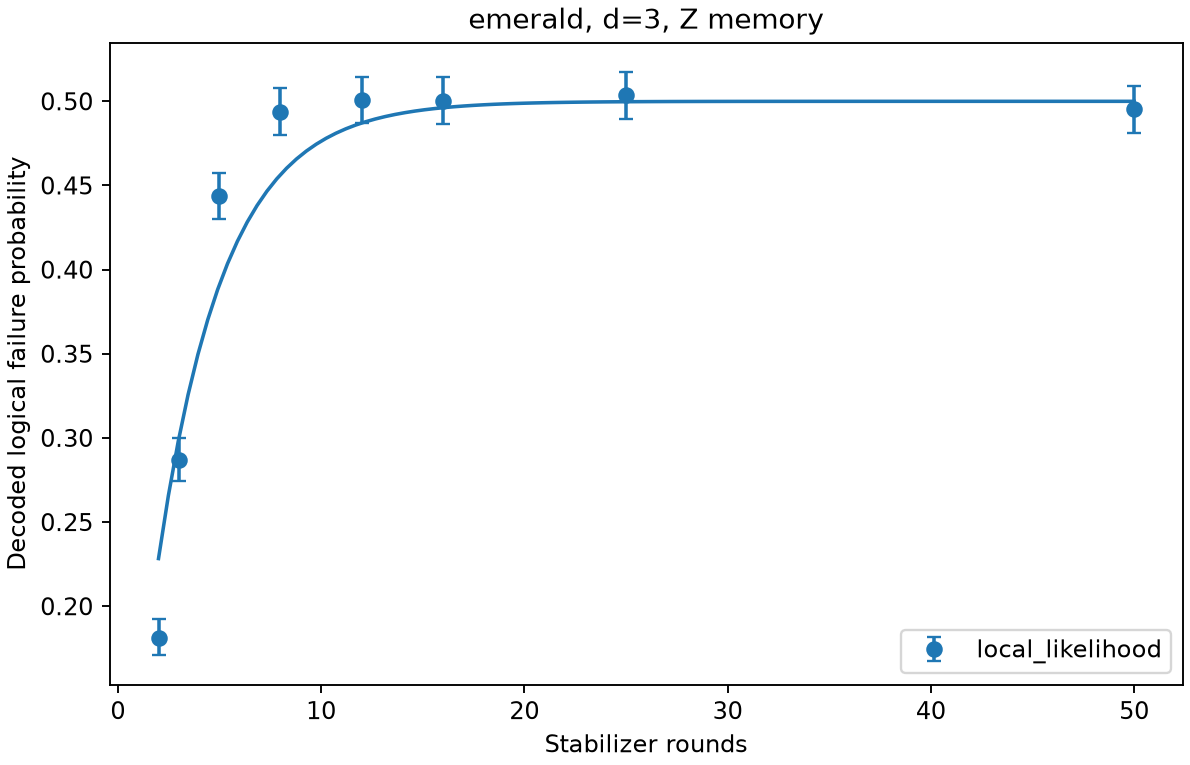 emerald, d=3, Z memory
Decoded logical failure probability
0.50
0.45
0.40
0.35
0.30
0.25
0.20
local_likelihood
0 10 20 30 40 50
Stabilizer rounds